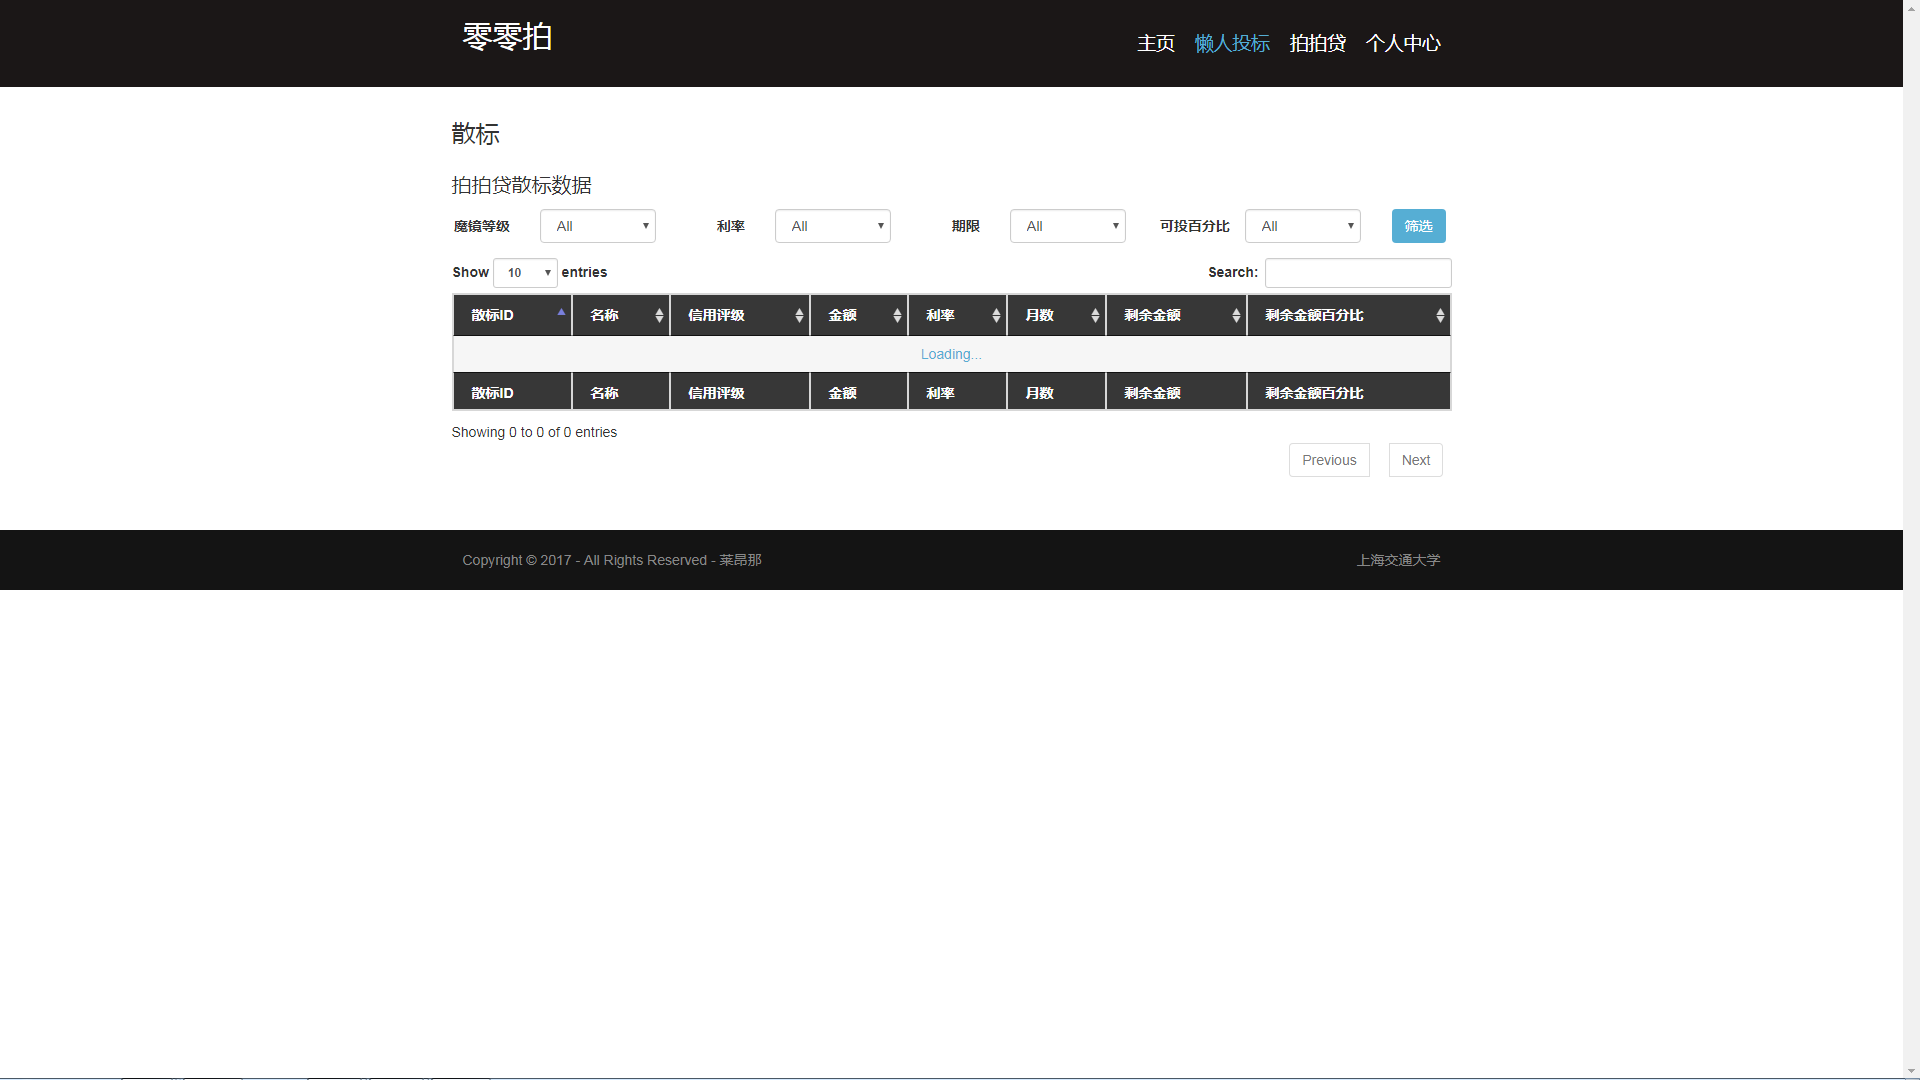 零零拍
主页 懒人投标 拍拍贷 个人中心
散标
拍拍贷散标数据
魔镜等级 All 利率 All 期限 All 可投百分比 All 筛选
Show 10 entries Search:
散标ID 名称 信用评级 金额 利率 月数 剩余金额 剩余金额百分比
Loading...
散标ID 名称 信用评级 金额 利率 月数 剩余金额 剩余金额百分比
Showing 0 to 0 of 0 entries
Previous Next
Copyright © 2017 - All Rights Reserved - 莱昂那 上海交通大学